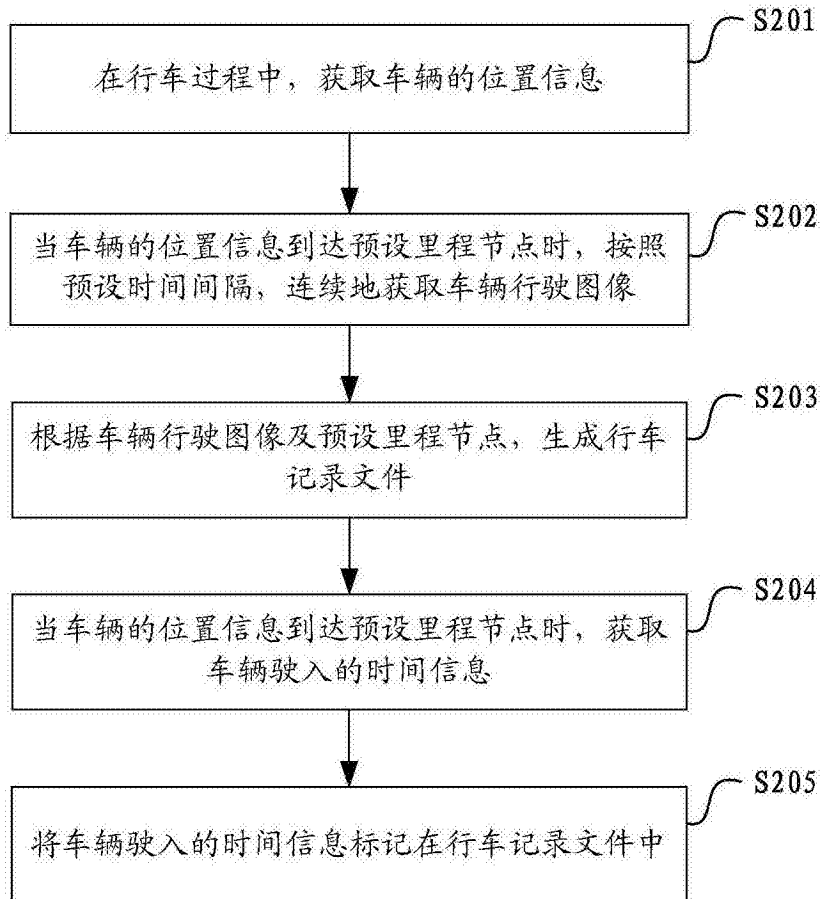 S201
在行车过程中，获取车辆的位置信息
S202
当车辆的位置信息到达预设里程节点时，按照
预设时间间隔，连续地获取车辆行驶图像
S203
根据车辆行驶图像及预设里程节点，生成行车
记录文件
S204
当车辆的位置信息到达预设里程节点时，获取
车辆驶入的时间信息
S205
将车辆驶入的时间信息标记在行车记录文件中